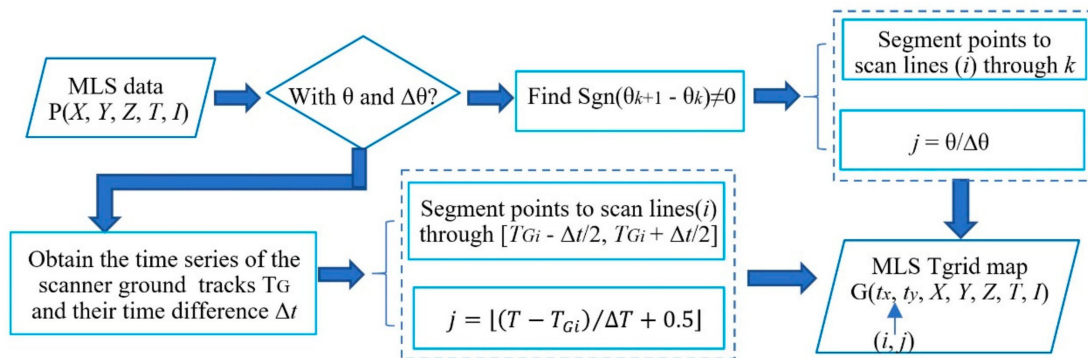 MLS data
P(X, Y, Z, T, I)
With θ and Δθ?
Find Sgn(θk+1 - θk)≠0
Segment points to
scan lines (i) through k
j = θ/Δθ
Obtain the time series of the
scanner ground tracks TG
and their time difference Δt
Segment points to scan lines(i)
through [TGi - Δt/2, TGi + Δt/2]
j = ⌊(T − TGi)/ΔT + 0.5⌋
MLS Tgrid map
G(tx, ty, X, Y, Z, T, I)
(i, j)